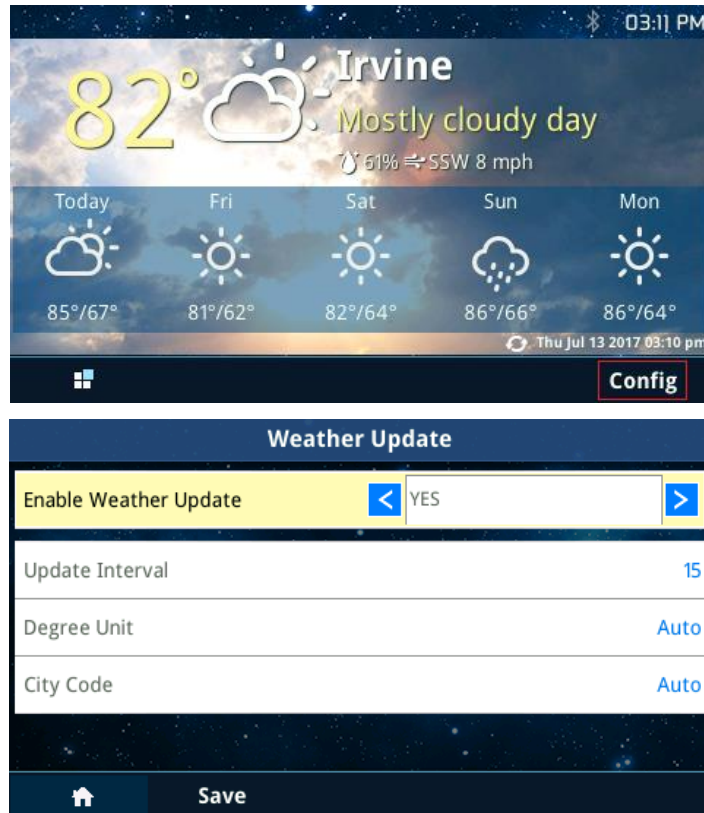 03:11 PM
82°
Irvine
Mostly cloudy day
61% SSW 8 mph
Today Fri Sat Sun Mon
85°/67° 81°/62° 82°/64° 86°/66° 86°/64°
Thu Jul 13 2017 03:10 pm
Config
Weather Update
Enable Weather Update < YES >
Update Interval 15
Degree Unit Auto
City Code Auto
Save